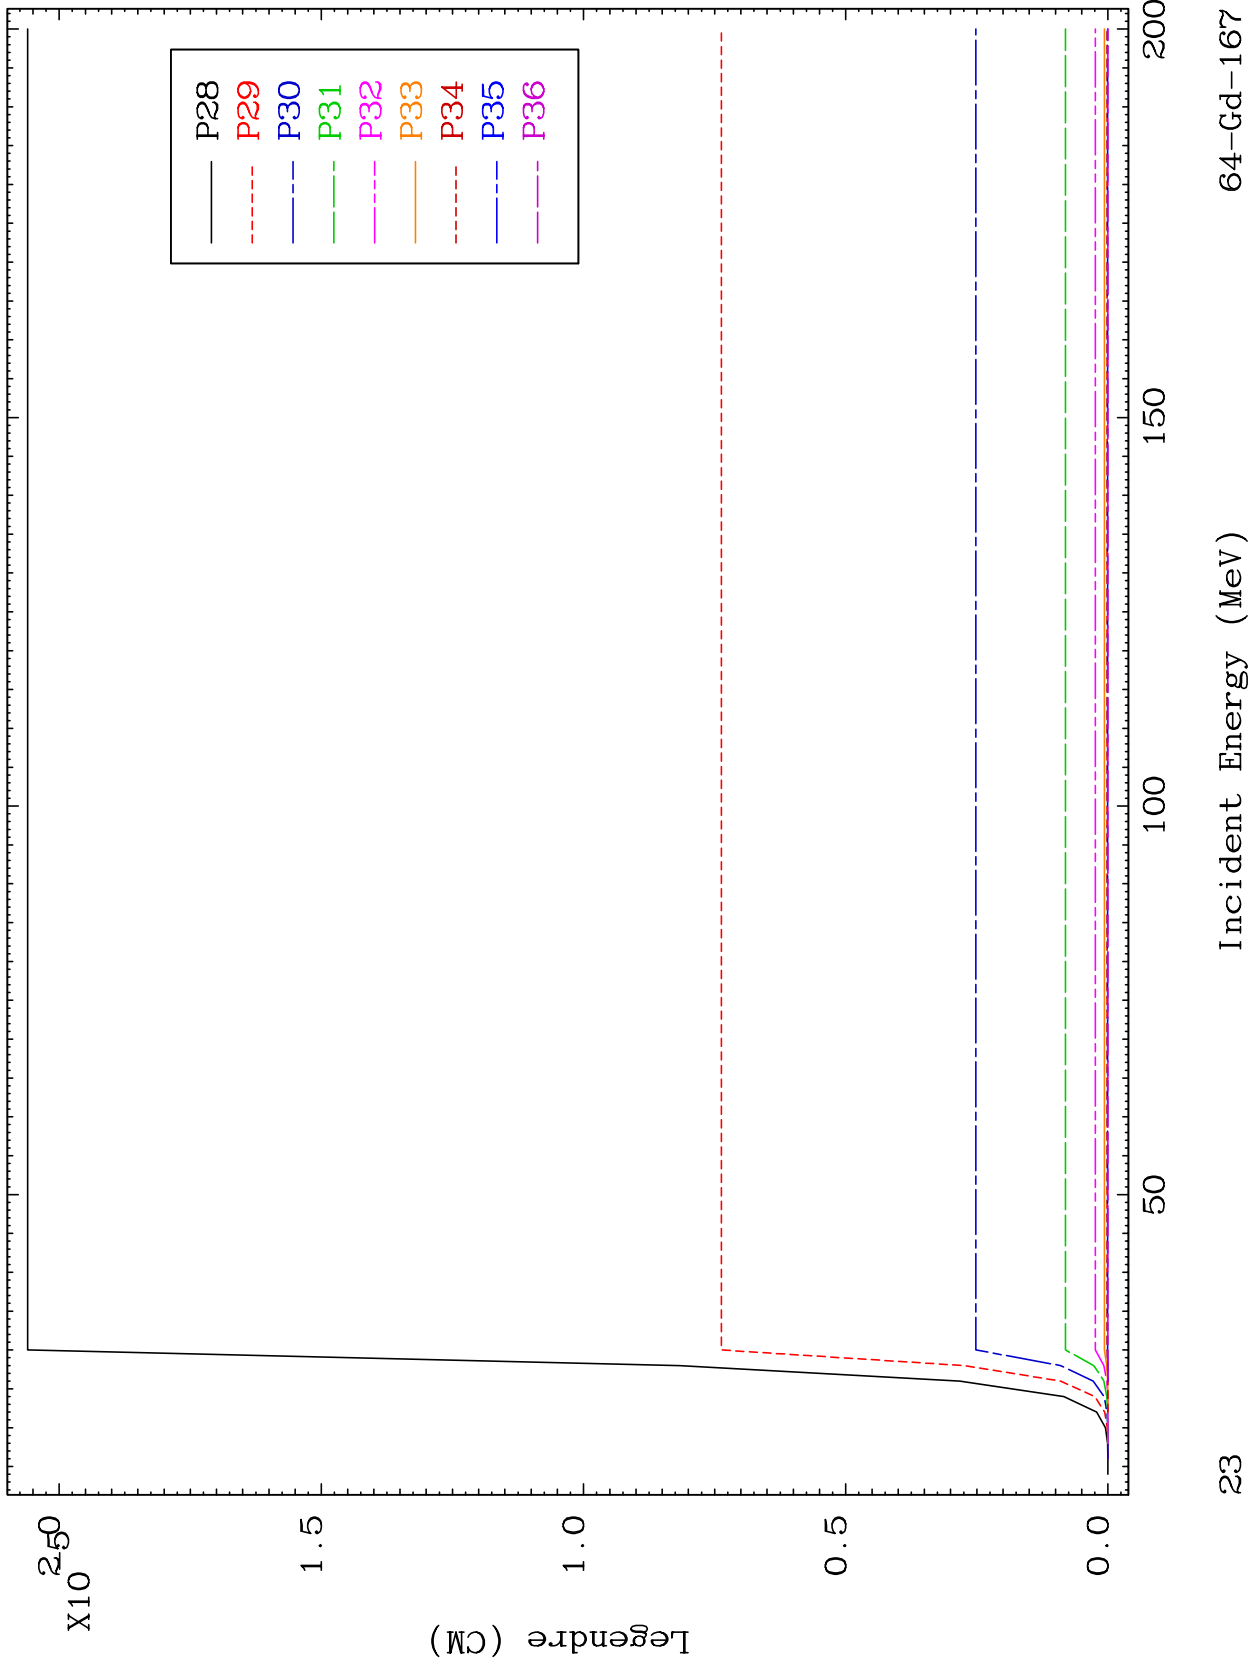 X10
-5
2.0
1.5
1.0
0.5
0.0
Legendre (CM)
P28
P29
P30
P31
P32
P33
P34
P35
P36
50
100
150
200
23
Incident Energy (MeV)
64-Gd-167